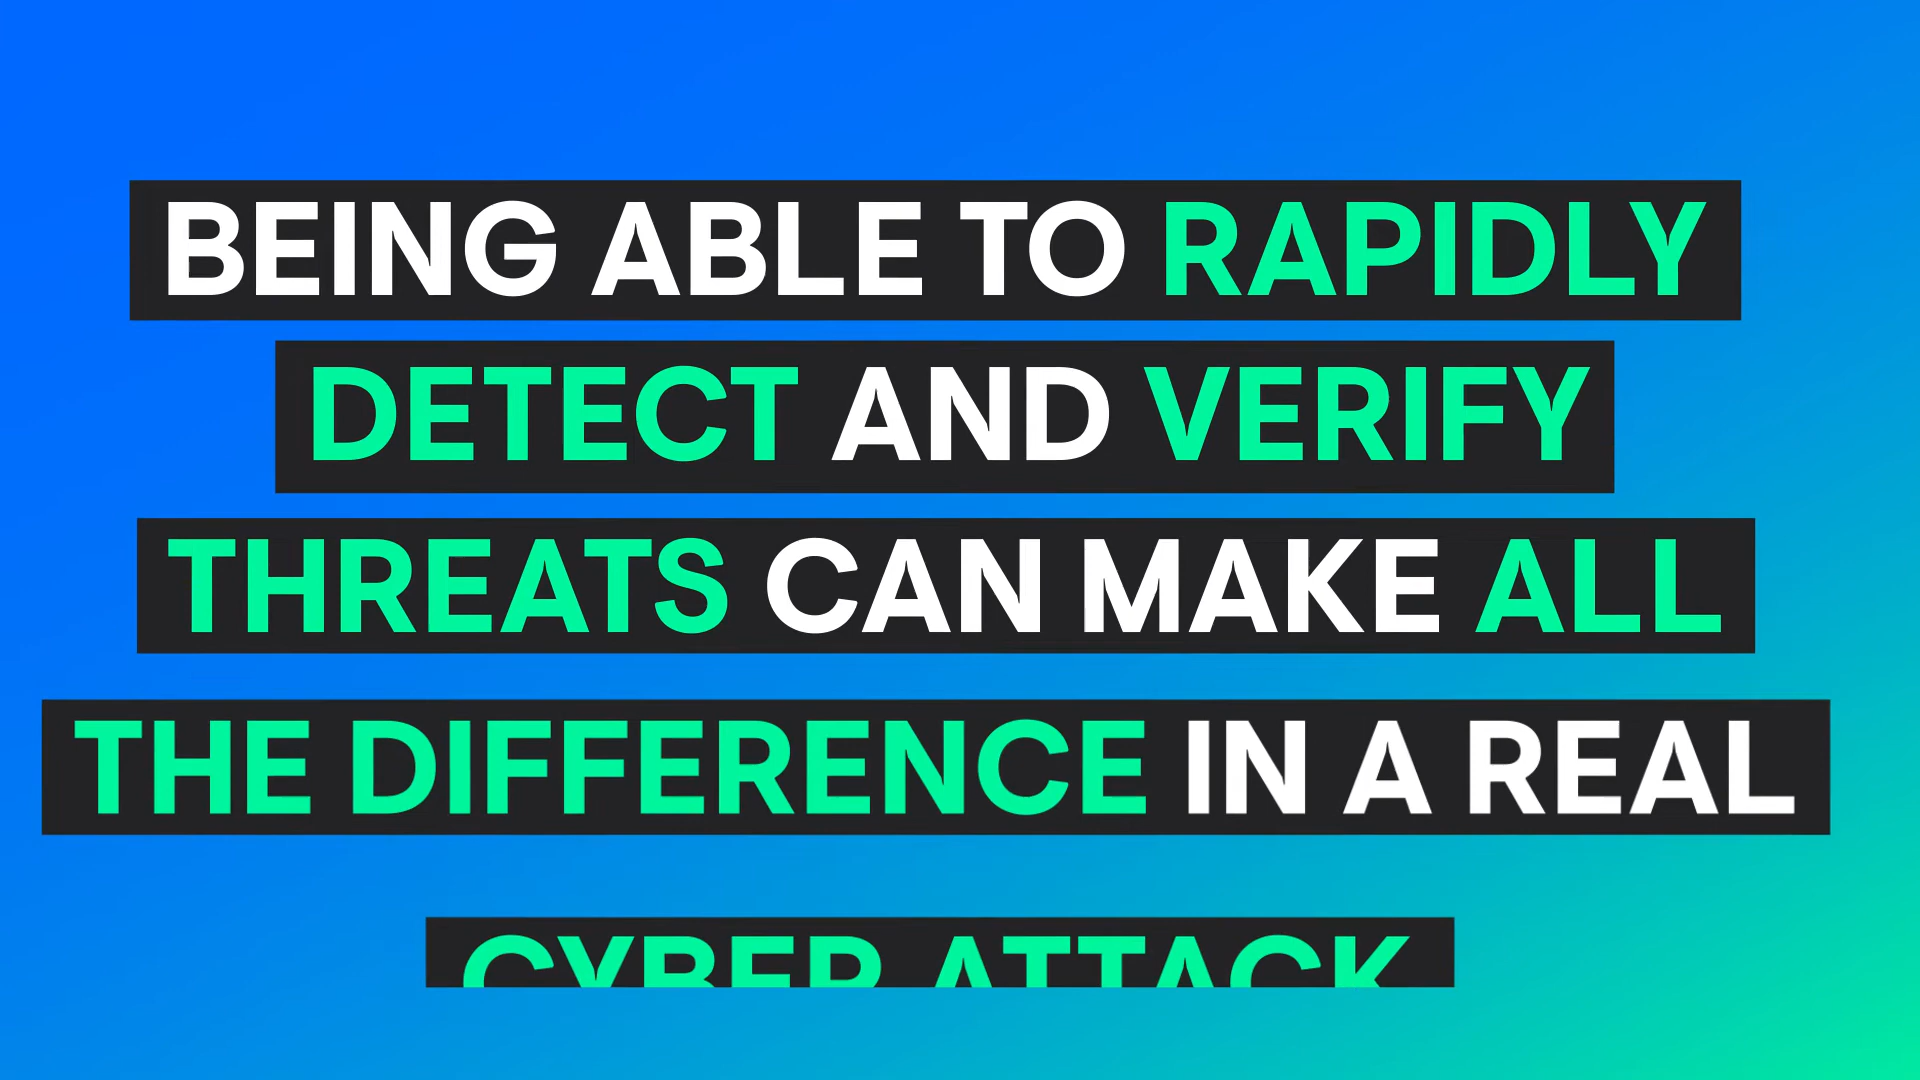 BEING ABLE TO RAPIDLY
DETECT AND VERIFY
THREATS CAN MAKE ALL
THE DIFFERENCE IN A REAL
CYBER ATTACK